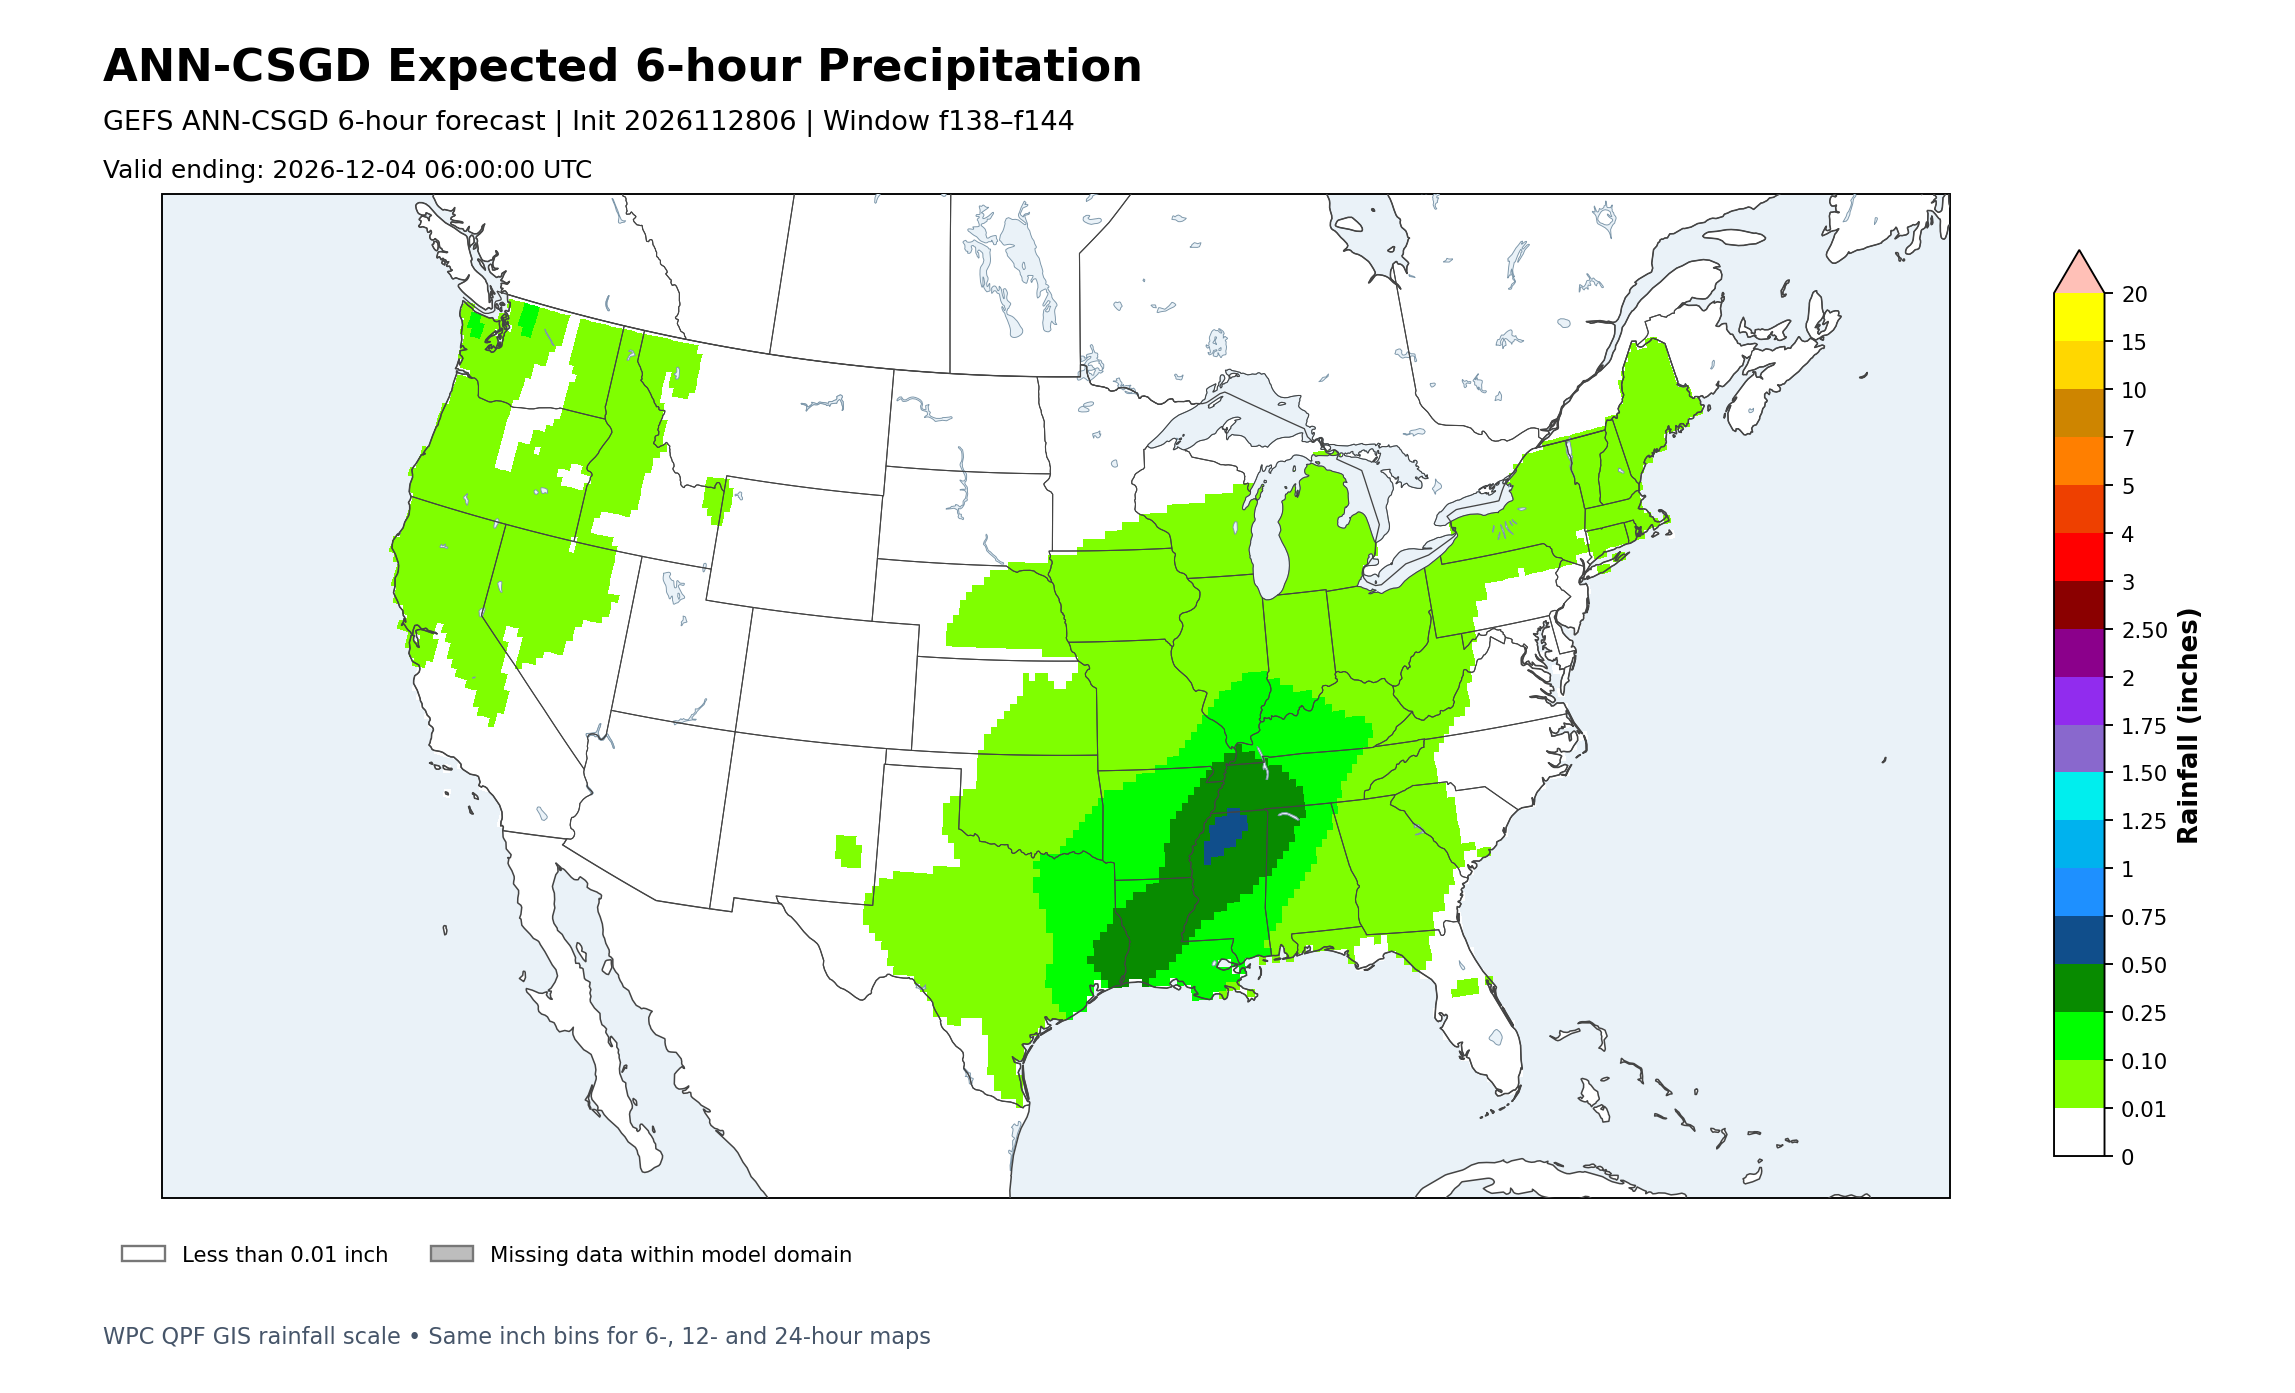 ANN-CSGD Expected 6-hour Precipitation
GEFS ANN-CSGD 6-hour forecast | Init 2026112806 | Window f138–f144
Valid ending: 2026-12-04 06:00:00 UTC
20
15
10
7
5
4
3
2.50
2
1.75
1.50
1.25
1
0.75
0.50
0.25
0.10
0.01
0
Rainfall (inches)
Less than 0.01 inch
Missing data within model domain
WPC QPF GIS rainfall scale • Same inch bins for 6-, 12- and 24-hour maps